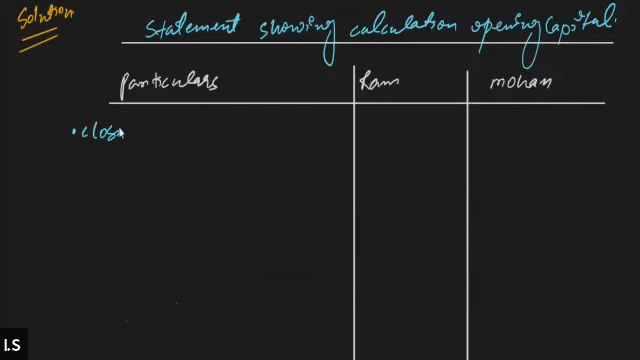 Solution
Statement showing calculation opening Capital.
particulars Ram mohan
• clos
I.S